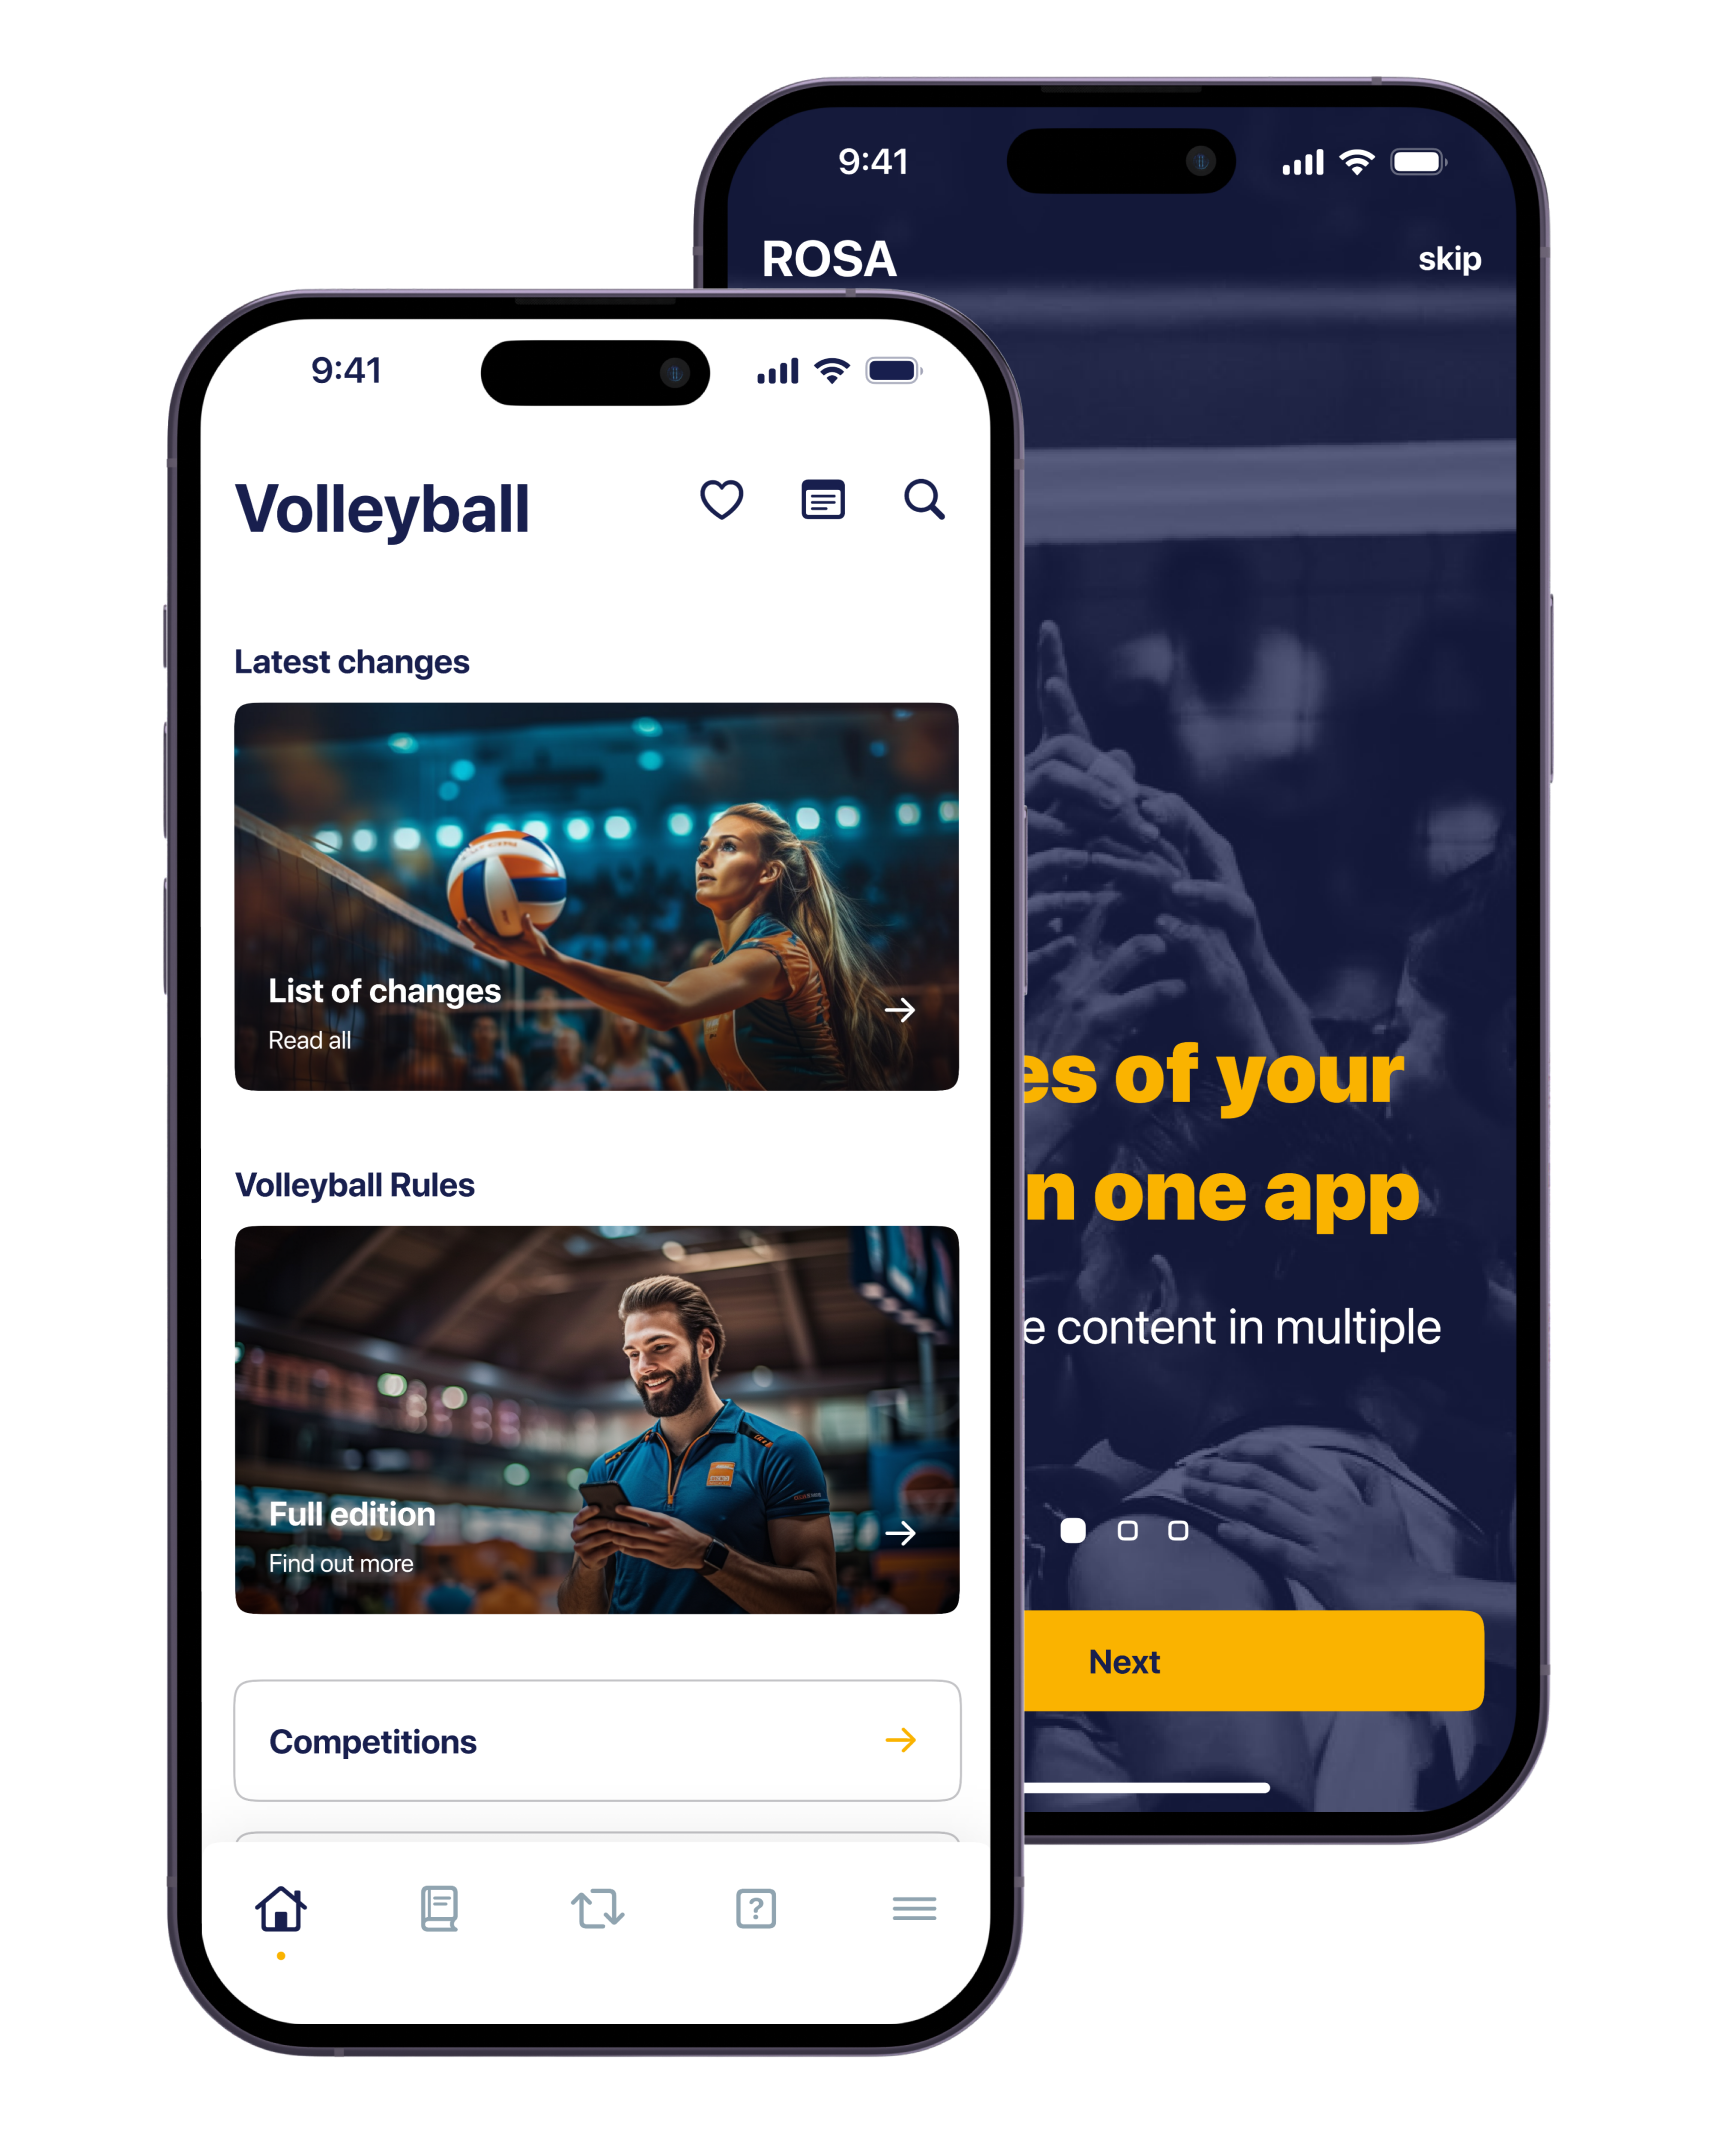 9:41
ROSA
skip
es of your
n one app
e content in multiple
Next
9:41
Volleyball
Latest changes
List of changes
Read all
Volleyball Rules
Full edition
Find out more
Competitions
?